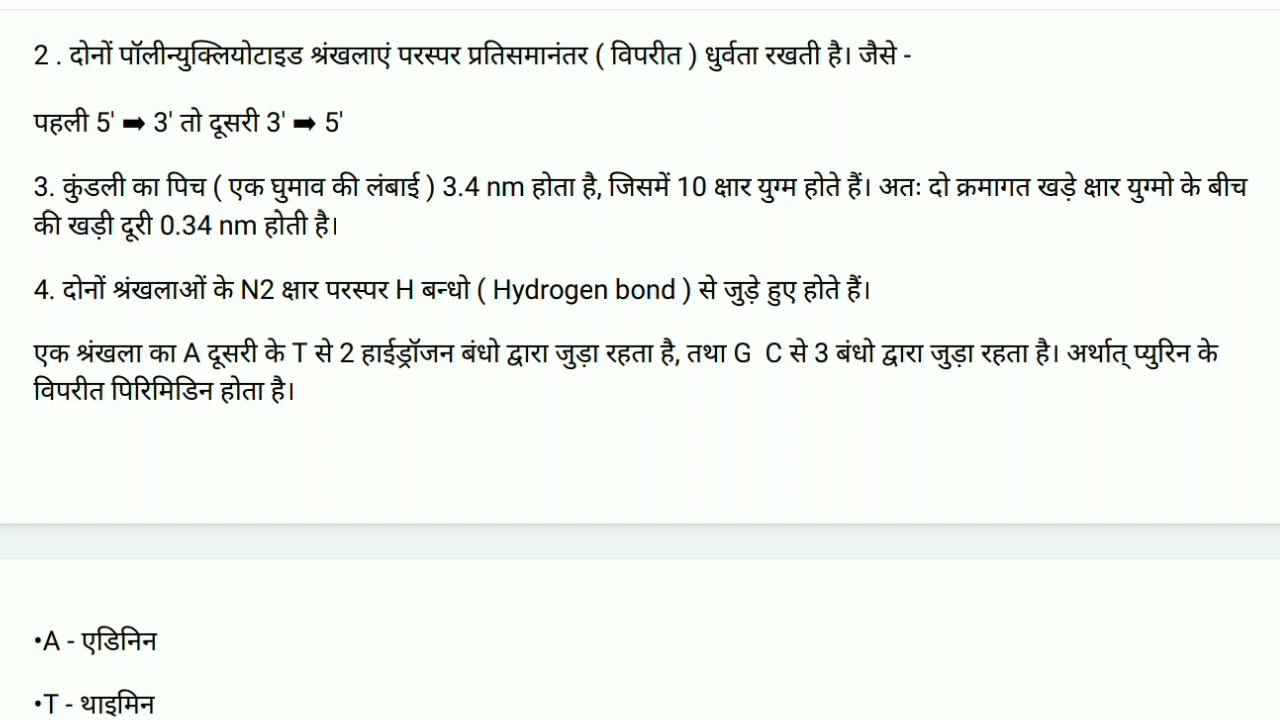 2 . दोनों पॉलीन्युक्लियोटाइड श्रंखलाएं परस्पर प्रतिसमानंतर ( विपरीत ) धुर्वता रखती है। जैसे -
पहली 5' ➡ 3' तो दूसरी 3' ➡ 5'
3. कुंडली का पिच ( एक घुमाव की लंबाई ) 3.4 nm होता है, जिसमें 10 क्षार युग्म होते हैं। अतः दो क्रमागत खड़े क्षार युग्मो के बीच
की खड़ी दूरी 0.34 nm होती है।
4. दोनों श्रंखलाओं के N2 क्षार परस्पर H बन्धो ( Hydrogen bond ) से जुड़े हुए होते हैं।
एक श्रंखला का A दूसरी के T से 2 हाईड्रॉजन बंधो द्वारा जुड़ा रहता है, तथा G C से 3 बंधो द्वारा जुड़ा रहता है। अर्थात् प्युरिन के
विपरीत पिरिमिडिन होता है।
•A - एडिनिन
•T - थाइमिन